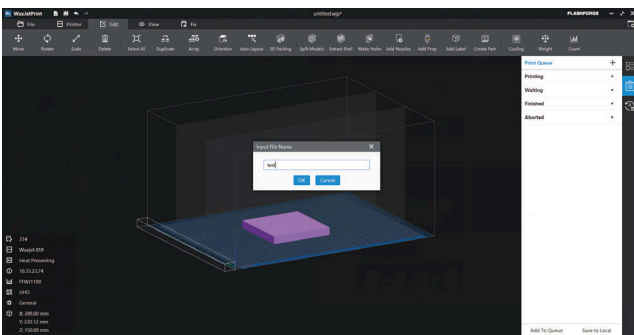 WaxJetPrint
untitled.wjp*
FLASHFORGE
File Printer Edit View Fix
Move Rotate Scale Delete Select All Duplicate Array Orientate Auto Layout 3D Packing Split Models Extract Shell Make Holes Add Nozzles Add Prop Add Label Create Part Cooling Weight Count
Print Queue +
Printing
Waiting
Finished
Aborted
Input File Name
test
OK Cancel
314
Heat Preserving
10.33.23.74
FFWJ1100
UHD
General
X: 289.00 mm
Y: 220.12 mm
Z: 150.00 mm
Add To Queue Save to Local